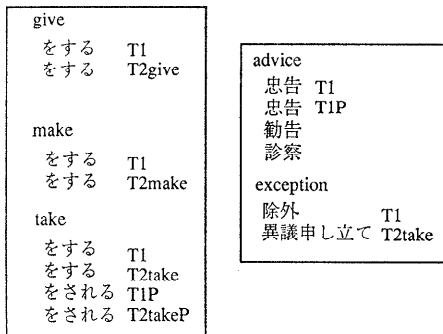 give
をする T1
をする T2give
make
をする T1
をする T2make
take
をする T1
をする T2take
をされる T1P
をされる T2takeP
advice
忠告 T1
忠告 T1P
勧告
診察
exception
除外 T1
異議申し立て T2take